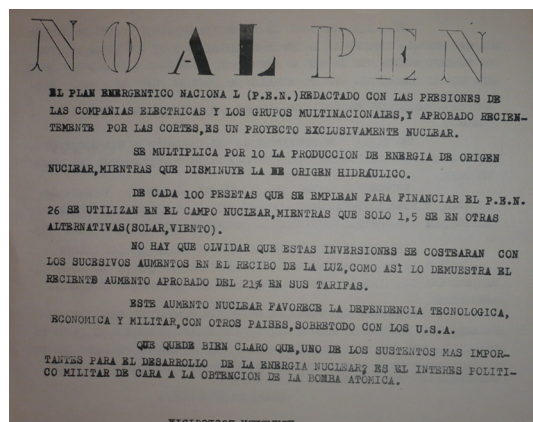 NO AL PEN
EL PLAN ENERGENTICO NACIONA L (P.E.N.)REDACTADO CON LAS PRESIONES DE
LAS COMPAÑIAS ELECTRICAS Y LOS GRUPOS MULTINACIONALES,Y APROBADO RECIEN-
TEMENTE POR LAS CORTES,ES UN PROYECTO EXCLUSIVAMENTE NUCLEAR.
SE MULTIPLICA POR 10 LA PRODUCCION DE ENERGIA DE ORIGEN
NUCLEAR,MIENTRAS QUE DISMINUYE LA DE ORIGEN HIDRÁULICO.
DE CADA 100 PESETAS QUE SE EMPLEAN PARA FINANCIAR EL P.E.N.
26 SE UTILIZAN EN EL CAMPO NUCLEAR,MIENTRAS QUE SOLO 1,5 SE EN OTRAS
ALTERNATIVAS(SOLAR,VIENTO).
NO HAY QUE OLVIDAR QUE ESTAS INVERSIONES SE COSTEARAN CON
LOS SUCESIVOS AUMENTOS EN EL RECIBO DE LA LUZ,COMO ASÌ LO DEMUESTRA EL
RECIENTE AUMENTO APROBADO DEL 21% EN SUS TARIFAS.
ESTE AUMENTO NUCLEAR FAVORECE LA DEPENDENCIA TECNOLOGICA,
ECONOMICA Y MILITAR,CON OTROS PAISES,SOBRETODO CON LOS U.S.A.
QUE QUEDE BIEN CLARO QUE,UNO DE LOS SUSTENTOS MAS IMPOR-
TANTES PARA EL DESARROLLO DE LA ENERGIA NUCLEAR? ES EL INTERES POLITI-
CO MILITAR DE CARA A LA OBTENCION DE LA BOMBA ATOMICA.